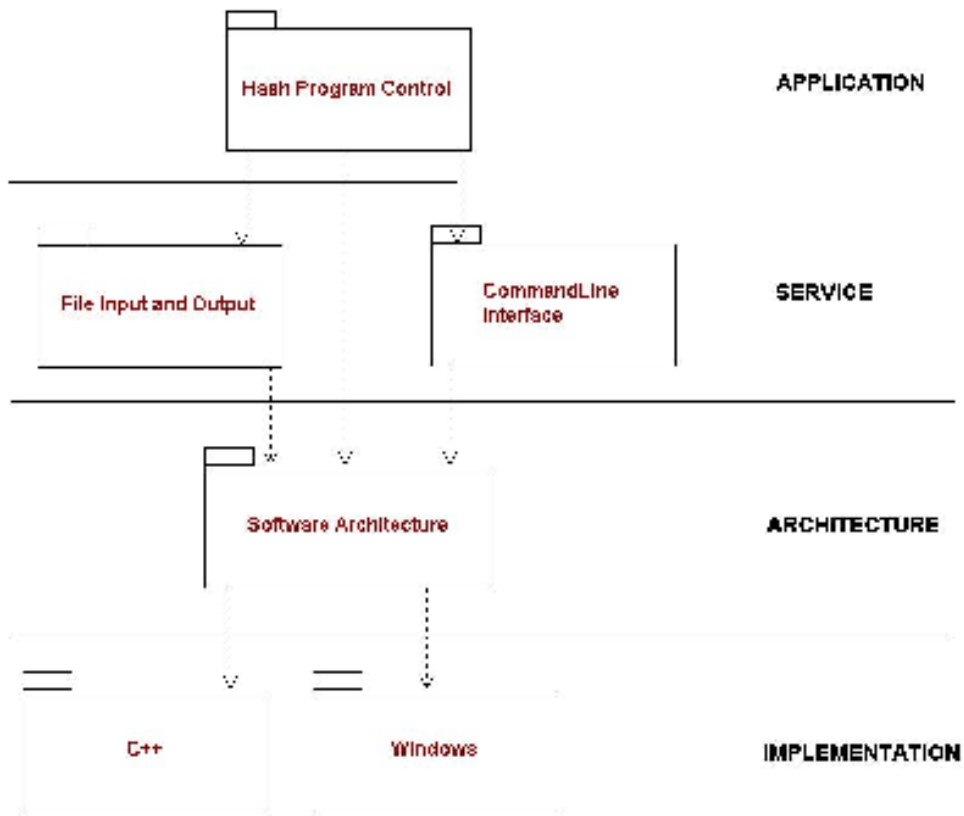 Hash Program Control
APPLICATION
File Input and Output
CommandLine
Interface
SERVICE
Software Architecture
ARCHITECTURE
C++
Windows
IMPLEMENTATION